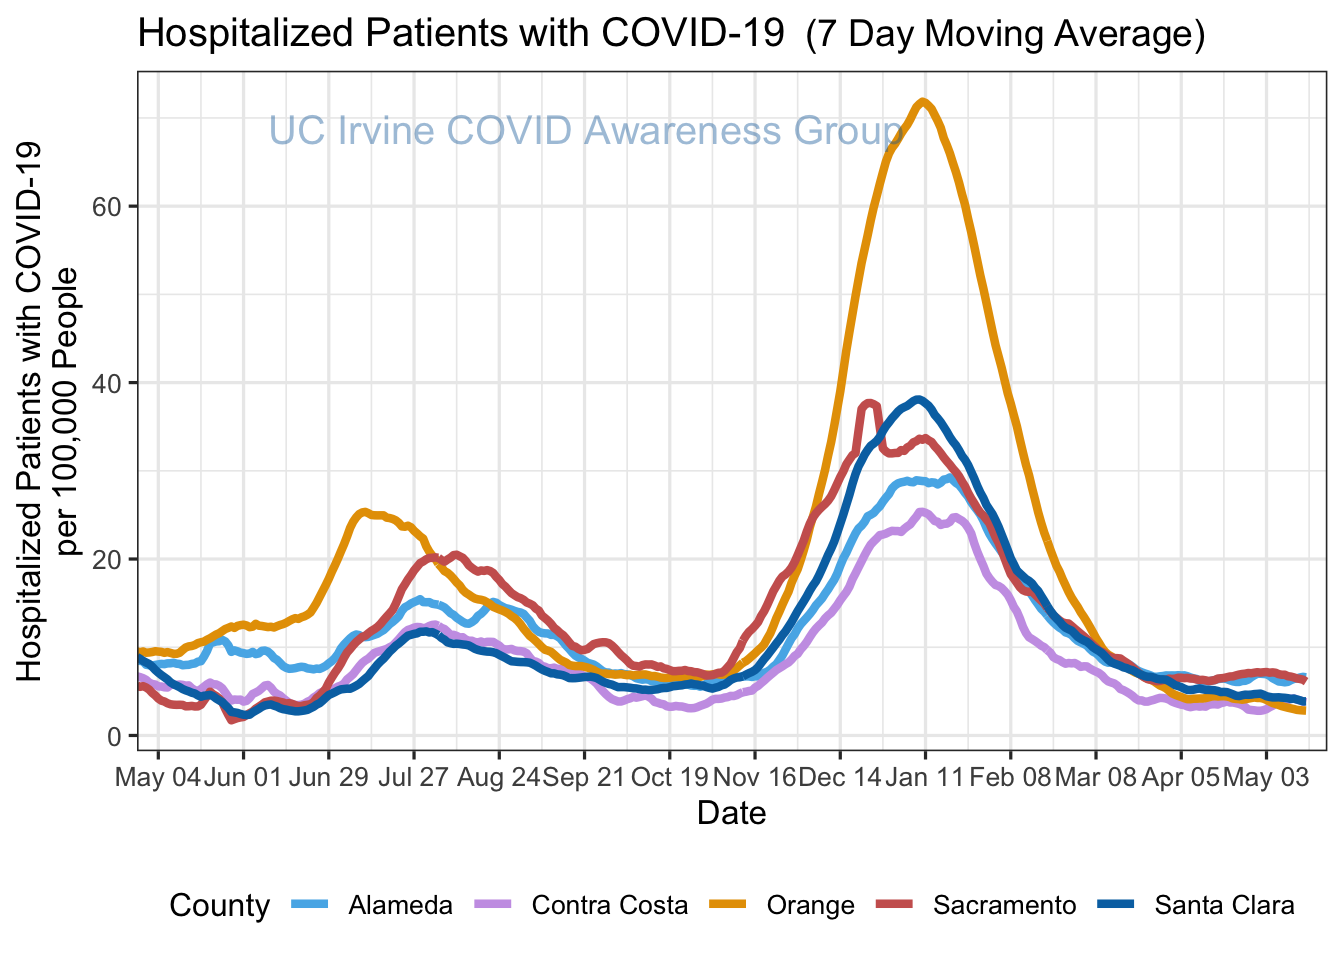 Hospitalized Patients with COVID-19 (7 Day Moving Average)
UC Irvine COVID Awareness Group
Hospitalized Patients with COVID-19
per 100,000 People
60
40
20
0
May 04 Jun 01 Jun 29 Jul 27 Aug 24 Sep 21 Oct 19 Nov 16 Dec 14 Jan 11 Feb 08 Mar 08 Apr 05 May 03
Date
County Alameda Contra Costa Orange Sacramento Santa Clara